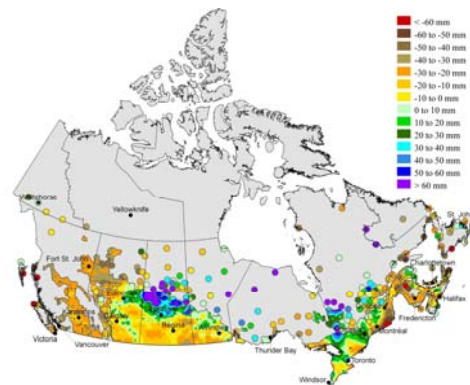 < -60 mm
-60 to -50 mm
-50 to -40 mm
-40 to -30 mm
-30 to -20 mm
-20 to -10 mm
-10 to 0 mm
0 to 10 mm
10 to 20 mm
20 to 30 mm
30 to 40 mm
40 to 50 mm
50 to 60 mm
> 60 mm
Yellowknife
St. Joh
Fort St. John
Charlottetown
Halifax
Fredericton
Regina
Montréal
Victoria
Vancouver
Thunder Bay
Toronto
Windsor